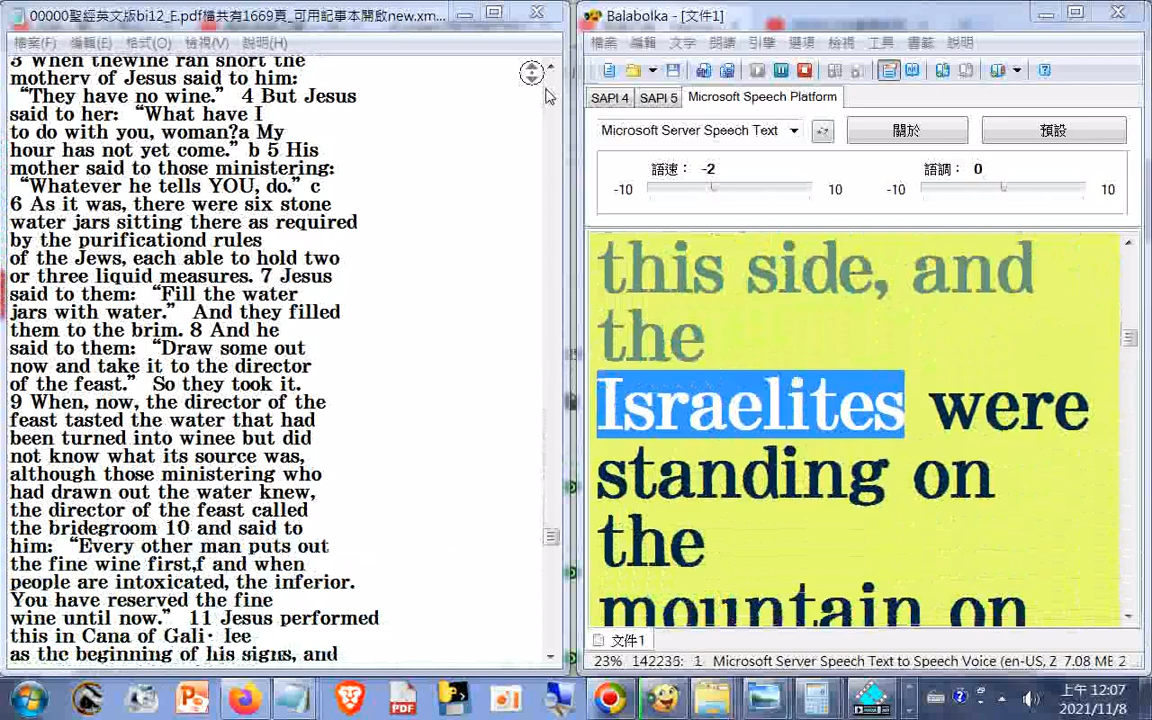 00000聖經英文版bi12_E.pdf檔共有1669頁_可用記事本開啟new.xm...
檔案(F) 編輯(E) 格式(O) 檢視(V) 說明(H)
3 When thewine ran short the
motherv of Jesus said to him:
“They have no wine.” 4 But Jesus
said to her: “What have I
to do with you, woman?a My
hour has not yet come.” b 5 His
mother said to those ministering:
“Whatever he tells YOU, do.” c
6 As it was, there were six stone
water jars sitting there as required
by the purificationd rules
of the Jews, each able to hold two
or three liquid measures. 7 Jesus
said to them: “Fill the water
jars with water.” And they filled
them to the brim. 8 And he
said to them: “Draw some out
now and take it to the director
of the feast.” So they took it.
9 When, now, the director of the
feast tasted the water that had
been turned into winee but did
not know what its source was,
although those ministering who
had drawn out the water knew,
the director of the feast called
the bridegroom 10 and said to
him: “Every other man puts out
the fine wine first,f and when
people are intoxicated, the inferior.
You have reserved the fine
wine until now.” 11 Jesus performed
this in Cana of Gali· lee
as the beginning of his signs, and
Balabolka - [文件1]
檔案 編輯 文字 朗讀 引擎 選項 檢視 工具 書籤 說明
SAPI 4 SAPI 5 Microsoft Speech Platform
Microsoft Server Speech Text 關於 預設
語速： -2 語調： 0
-10 10 -10 10
this side, and
the
Israelites were
standing on
the
mountain on
文件1
23% 142235: 1 Microsoft Server Speech Text to Speech Voice (en-US, Z 7.08 MB 2
PDF
上午 12:07
2021/11/8